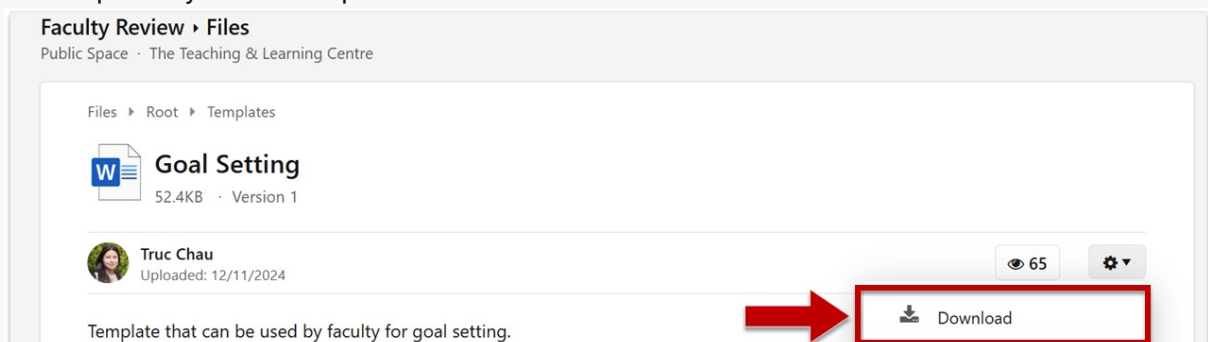 Faculty Review ▸ Files
Public Space · The Teaching & Learning Centre
Files ▸ Root ▸ Templates
W
Goal Setting
52.4KB · Version 1
Truc Chau
Uploaded: 12/11/2024
65
Download
Template that can be used by faculty for goal setting.